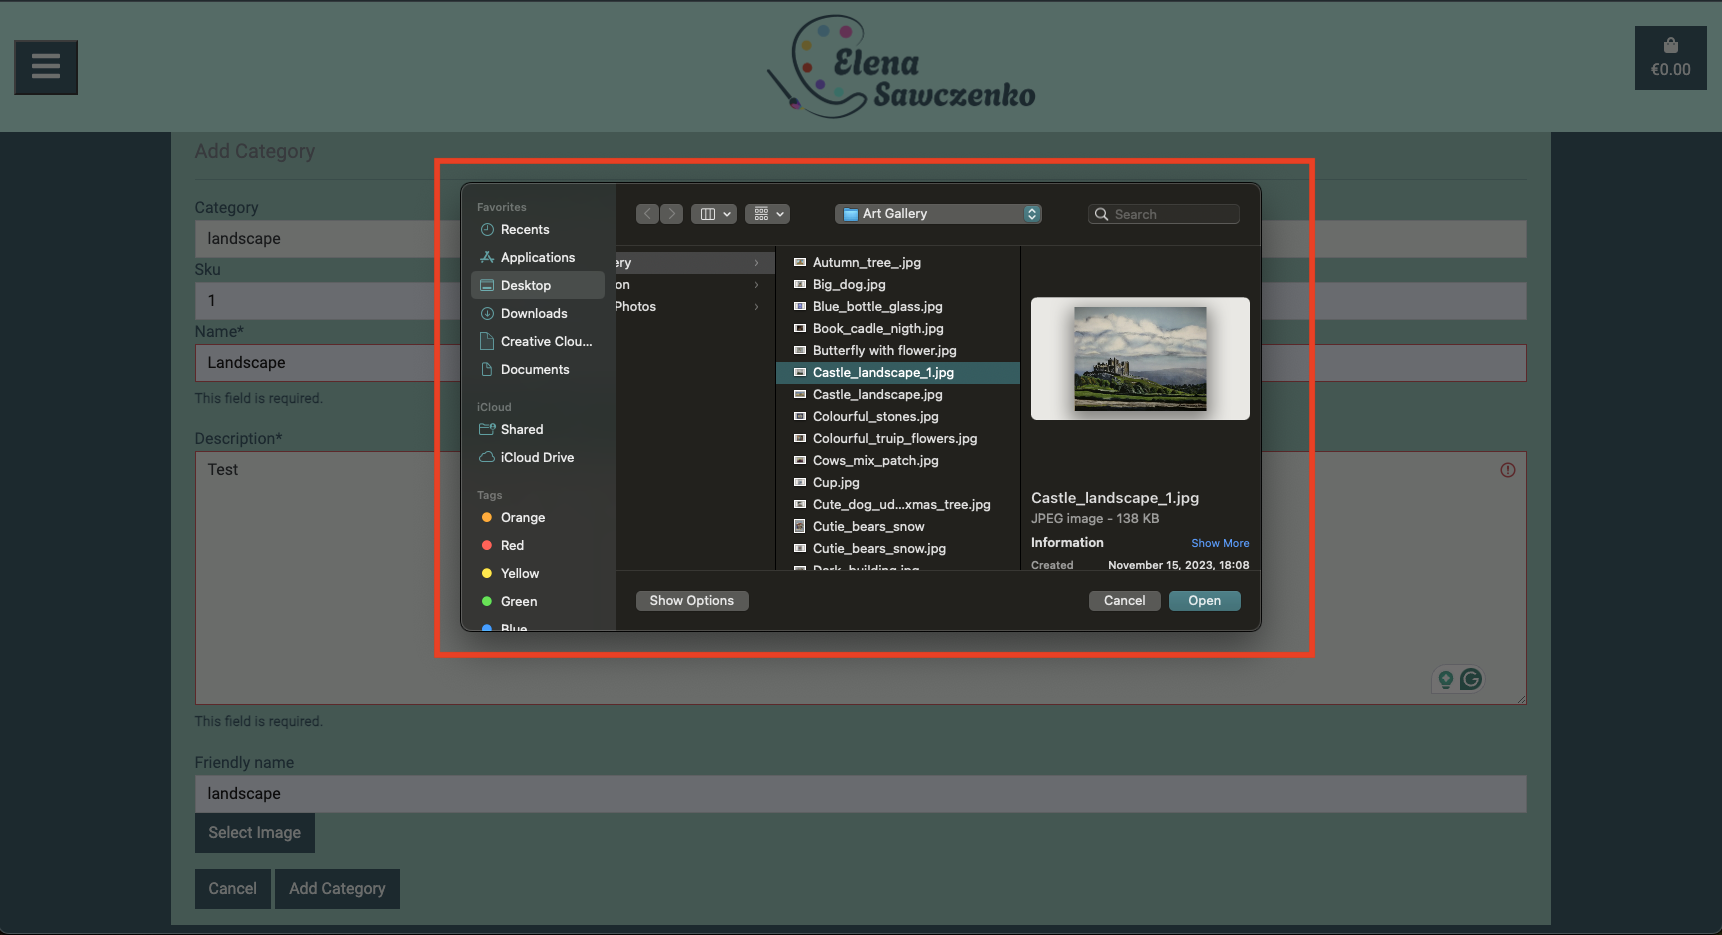 Elena
Sawczenko
€0.00
Add Category
Category
landscape
Sku
1
Name*
Landscape
This field is required.
Description*
Test
This field is required.
Friendly name
landscape
Select Image
Cancel
Add Category
Favorites
Recents
Applications
Desktop
Downloads
Creative Clou...
Documents
iCloud
Shared
iCloud Drive
Tags
Orange
Red
Yellow
Green
Blue
Art Gallery
Search
ery
on
Photos
Autumn_tree_.jpg
Big_dog.jpg
Blue_bottle_glass.jpg
Book_cadle_nigth.jpg
Butterfly with flower.jpg
Castle_landscape_1.jpg
Castle_landscape.jpg
Colourful_stones.jpg
Colourful_truip_flowers.jpg
Cows_mix_patch.jpg
Cup.jpg
Cute_dog_ud...xmas_tree.jpg
Cutie_bears_snow
Cutie_bears_snow.jpg
Dark_building.jpg
Castle_landscape_1.jpg
JPEG image - 138 KB
Information Show More
Created November 15, 2023, 18:08
Show Options
Cancel
Open